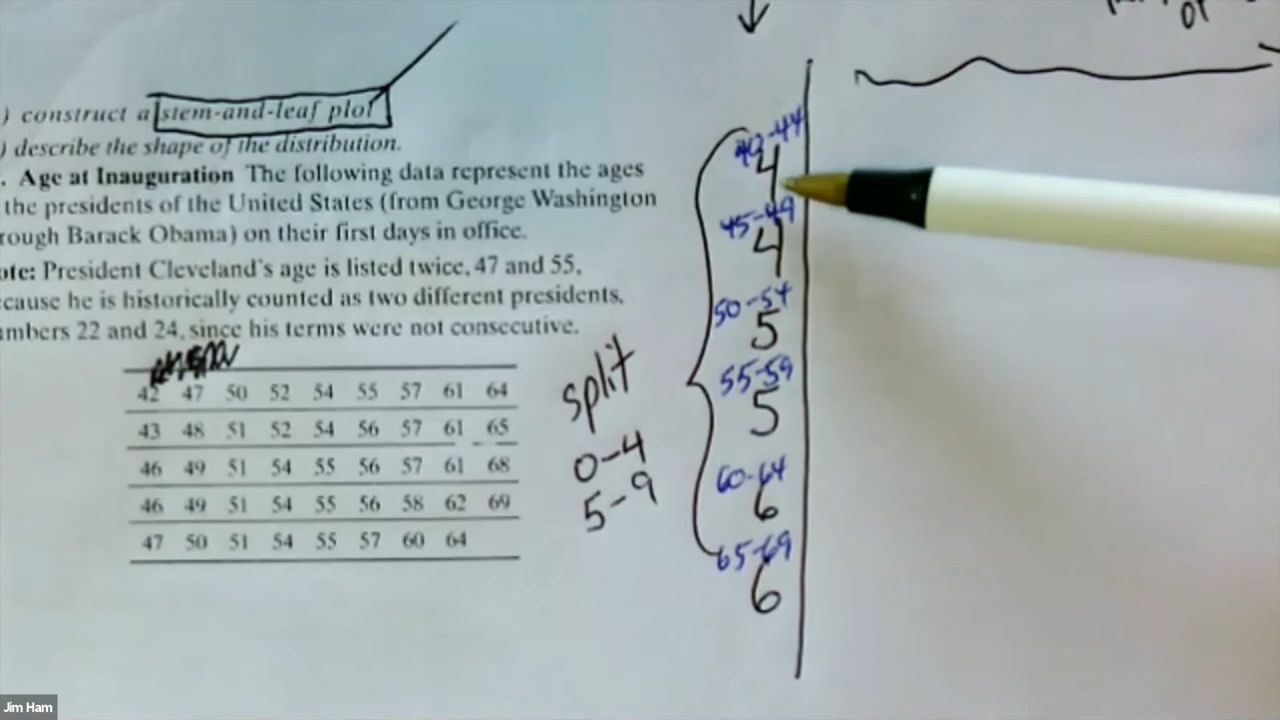 ) construct a stem-and-leaf plot
) describe the shape of the distribution.
. Age at Inauguration The following data represent the ages
the presidents of the United States (from George Washington
rough Barack Obama) on their first days in office.
ote: President Cleveland's age is listed twice, 47 and 55,
ecause he is historically counted as two different presidents,
umbers 22 and 24, since his terms were not consecutive.
42 47 50 52 54 55 57 61 64
43 48 51 52 54 56 57 61 65
46 49 51 54 55 56 57 61 68
46 49 51 54 55 56 58 62 69
47 50 51 54 55 57 60 64
split
0-4
5-9
40-44
4
45-49
4
50-54
5
55-59
5
60-64
6
65-69
6
Jim Ham